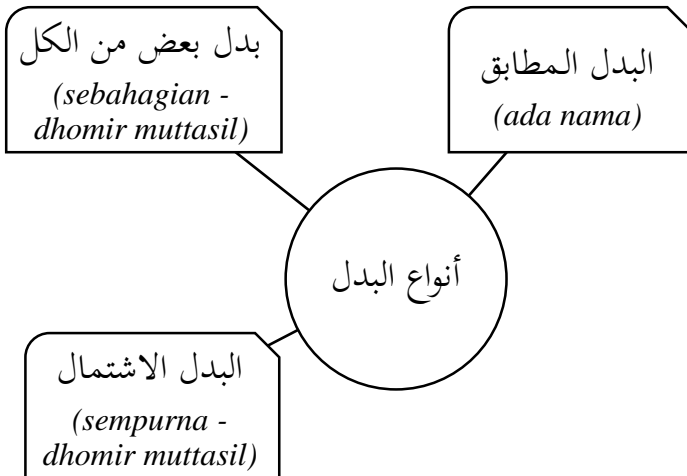 البدل المطابق
(ada nama)
بدل بعض من الكل
(sebahagian -
dhomir muttasil)
أنواع البدل
البدل الاشتمال
(sempurna -
dhomir muttasil)